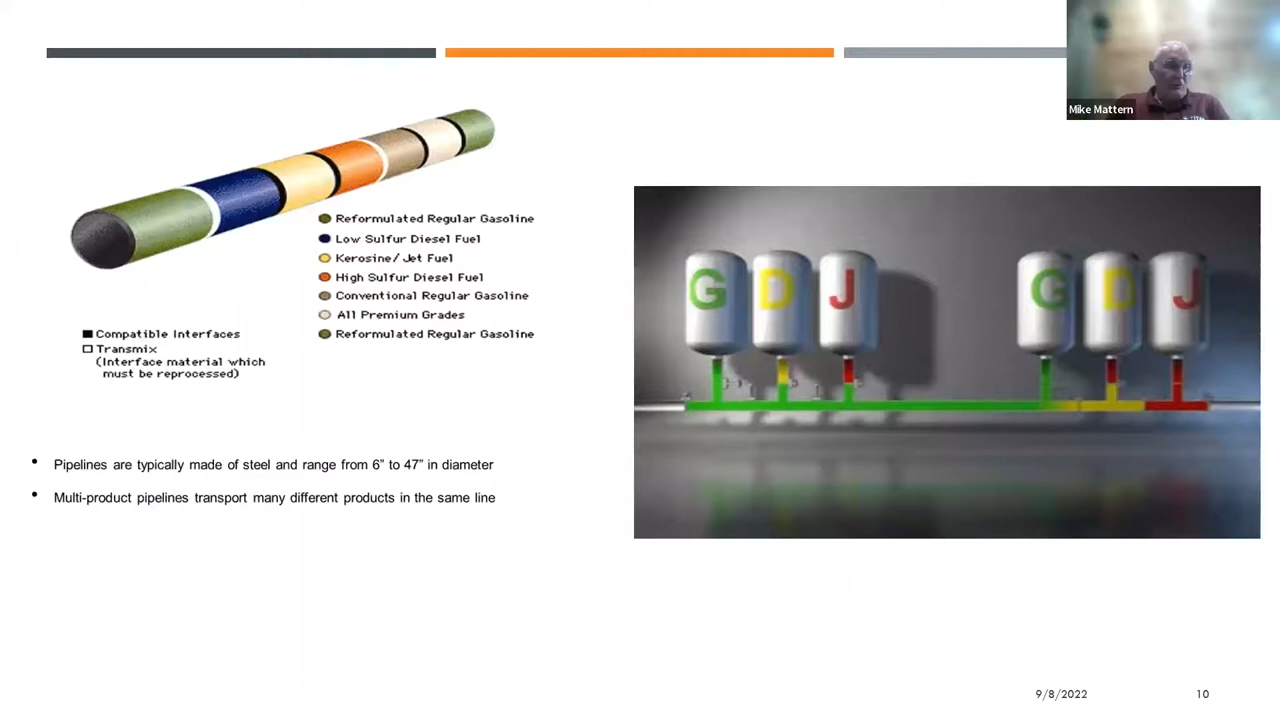 Mike Mattern
Reformulated Regular Gasoline
Low Sulfur Diesel Fuel
Kerosine/Jet Fuel
High Sulfur Diesel Fuel
Conventional Regular Gasoline
All Premium Grades
Reformulated Regular Gasoline
Compatible Interfaces
Transmix
(Interface material which
must be reprocessed)
G D J
G D J
• Pipelines are typically made of steel and range from 6” to 47” in diameter
• Multi-product pipelines transport many different products in the same line
9/8/2022 10